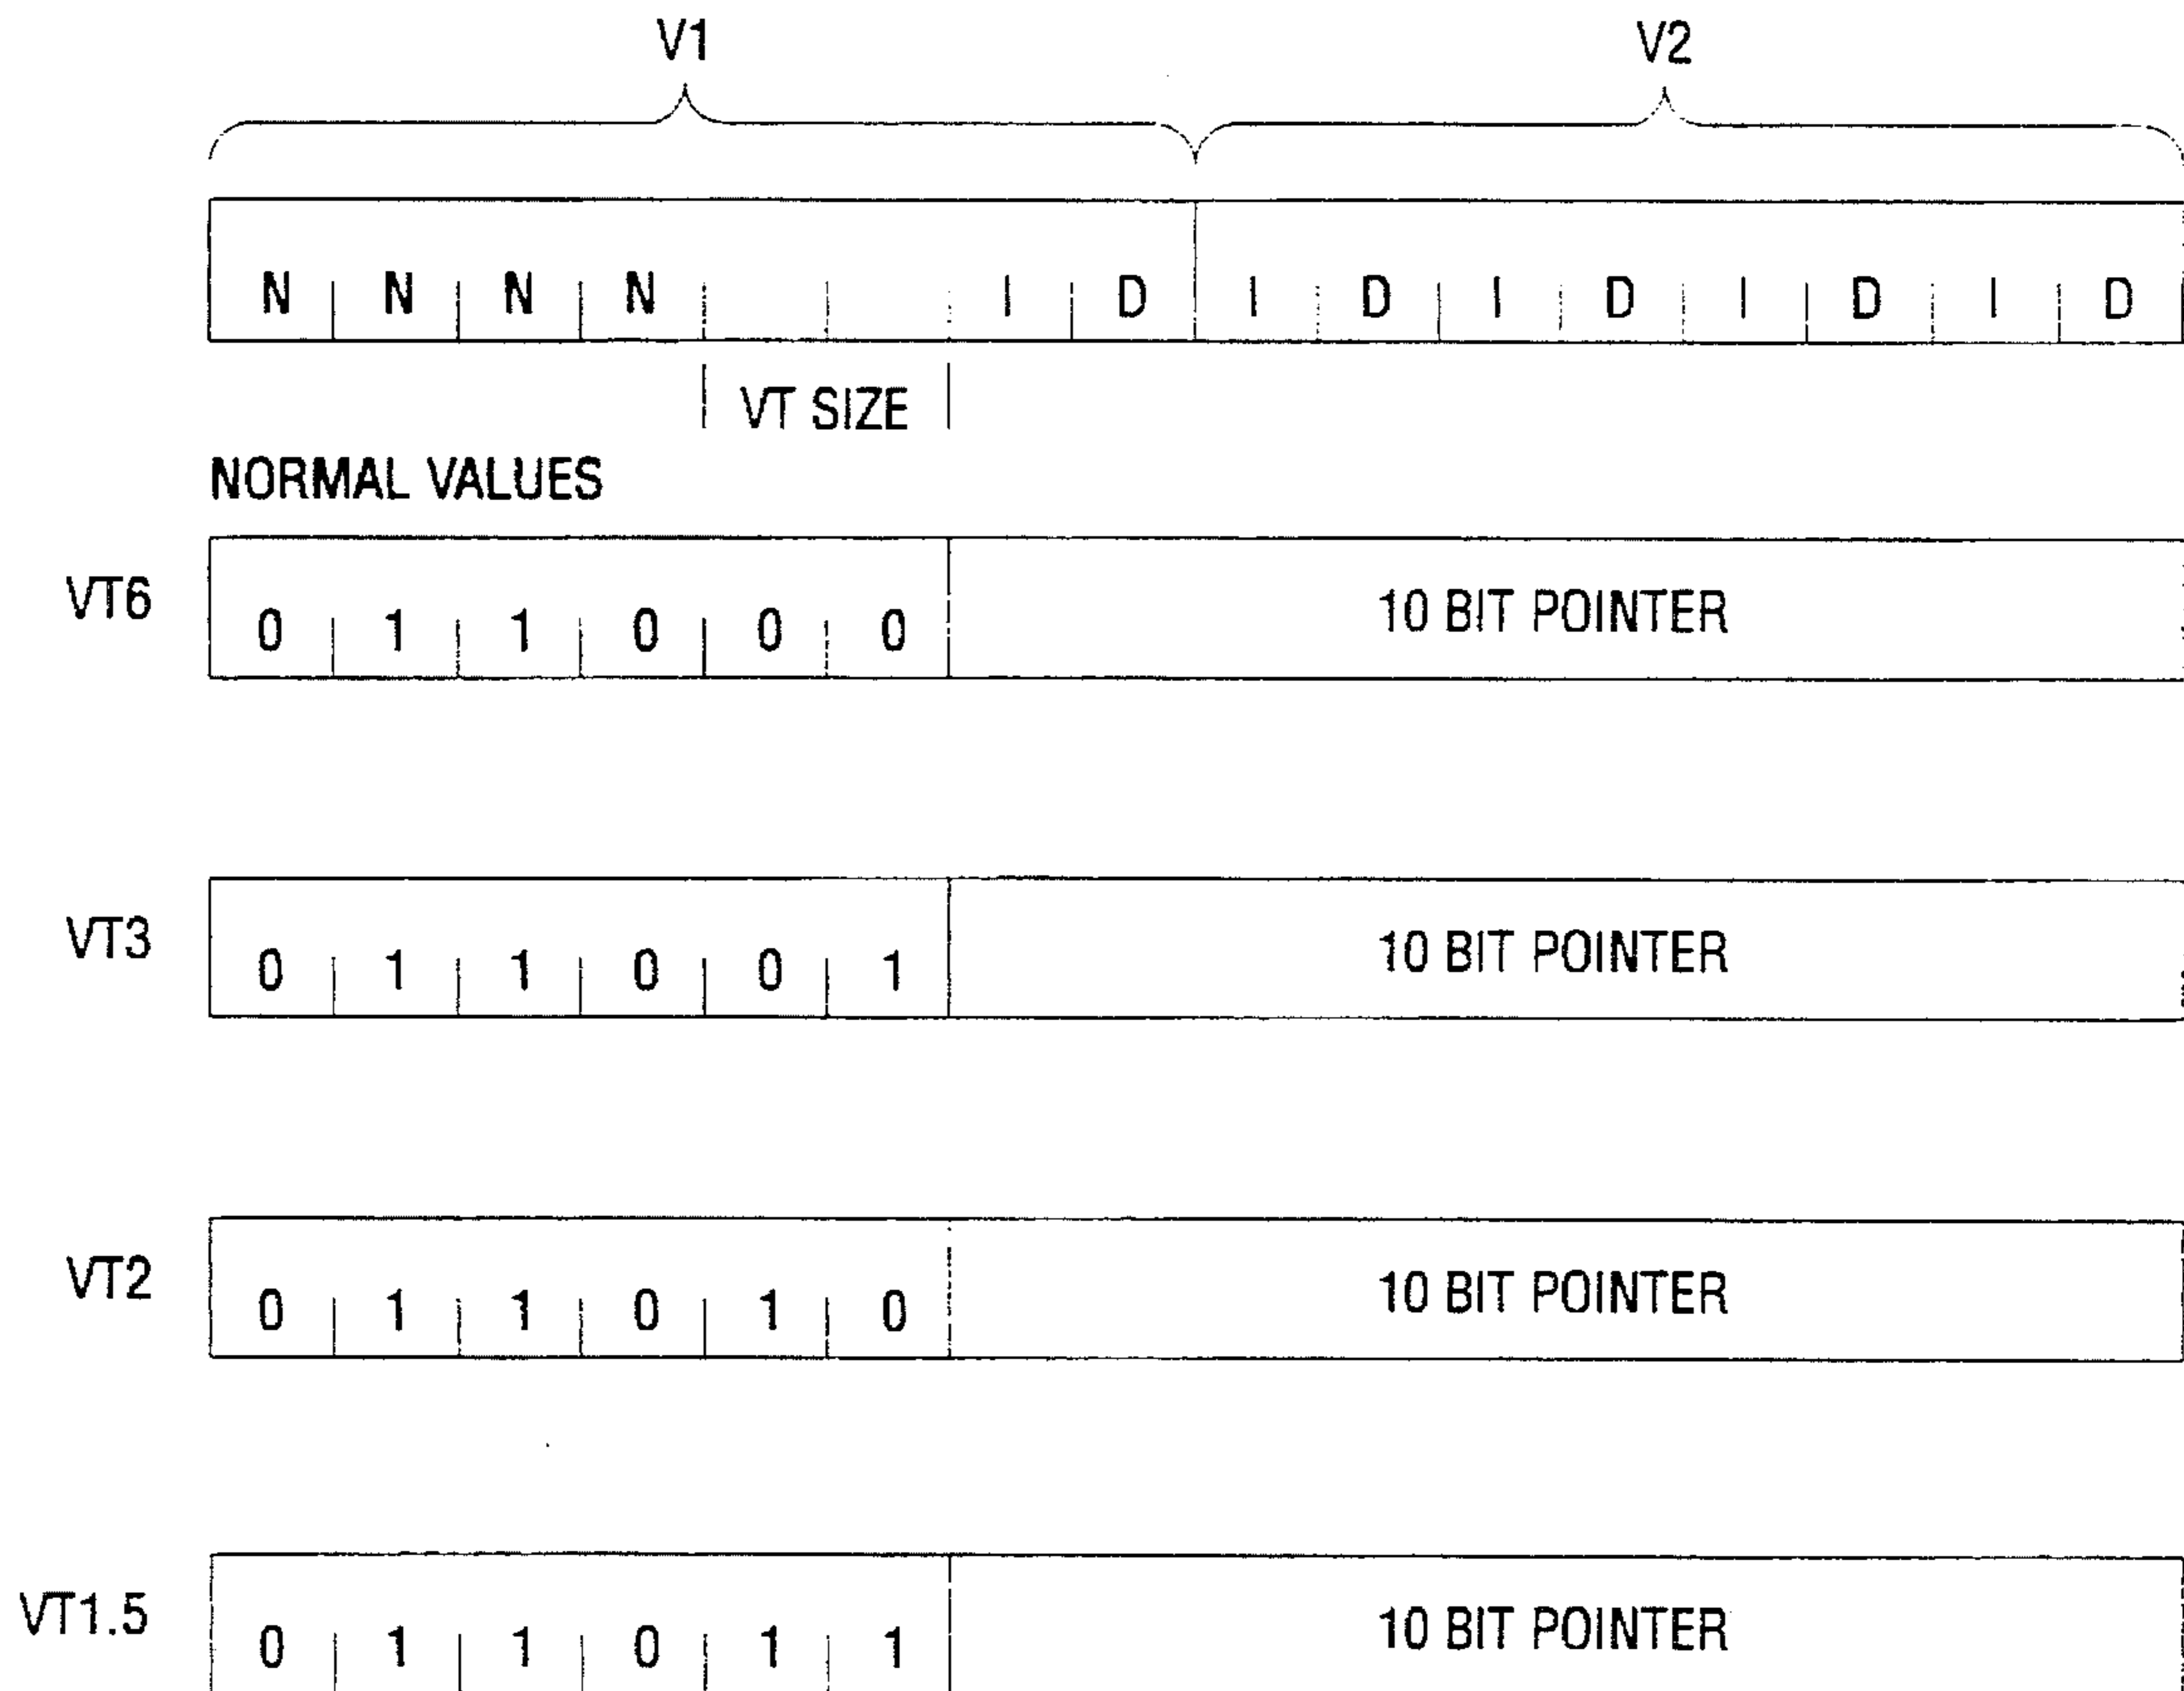 V1 V2
N N N N I D I D I D I D I D
VT SIZE
NORMAL VALUES
VT6 0 1 1 0 0 0 10 BIT POINTER
VT3 0 1 1 0 0 1 10 BIT POINTER
VT2 0 1 1 0 1 0 10 BIT POINTER
VT1.5 0 1 1 0 1 1 10 BIT POINTER